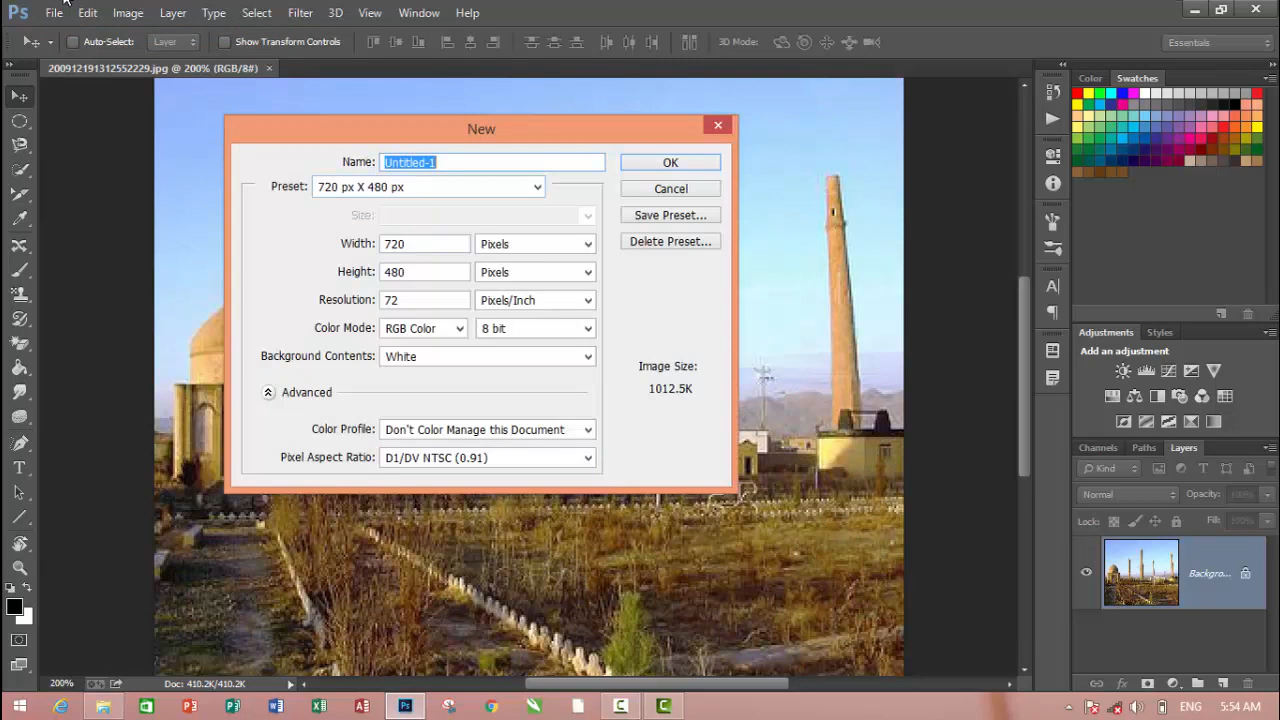 Ps File Edit Image Layer Type Select Filter 3D View Window Help
Auto-Select: Layer Show Transform Controls 3D Mode: Essentials
200912191312552229.jpg @ 200% (RGB/8#) ×
Color Swatches
New
Name: Untitled-1 OK
Preset: 720 px X 480 px Cancel
Size: Save Preset...
Width: 720 Pixels Delete Preset...
Height: 480 Pixels
Resolution: 72 Pixels/Inch
Color Mode: RGB Color 8 bit
Background Contents: White
Image Size:
1012.5K
Advanced
Color Profile: Don't Color Manage this Document
Pixel Aspect Ratio: D1/DV NTSC (0.91)
Adjustments Styles
Add an adjustment
Channels Paths Layers
Kind
Normal Opacity: 100%
Lock: Fill: 100%
Backgro...
200% Doc: 410.2K/410.2K
5:54 AM